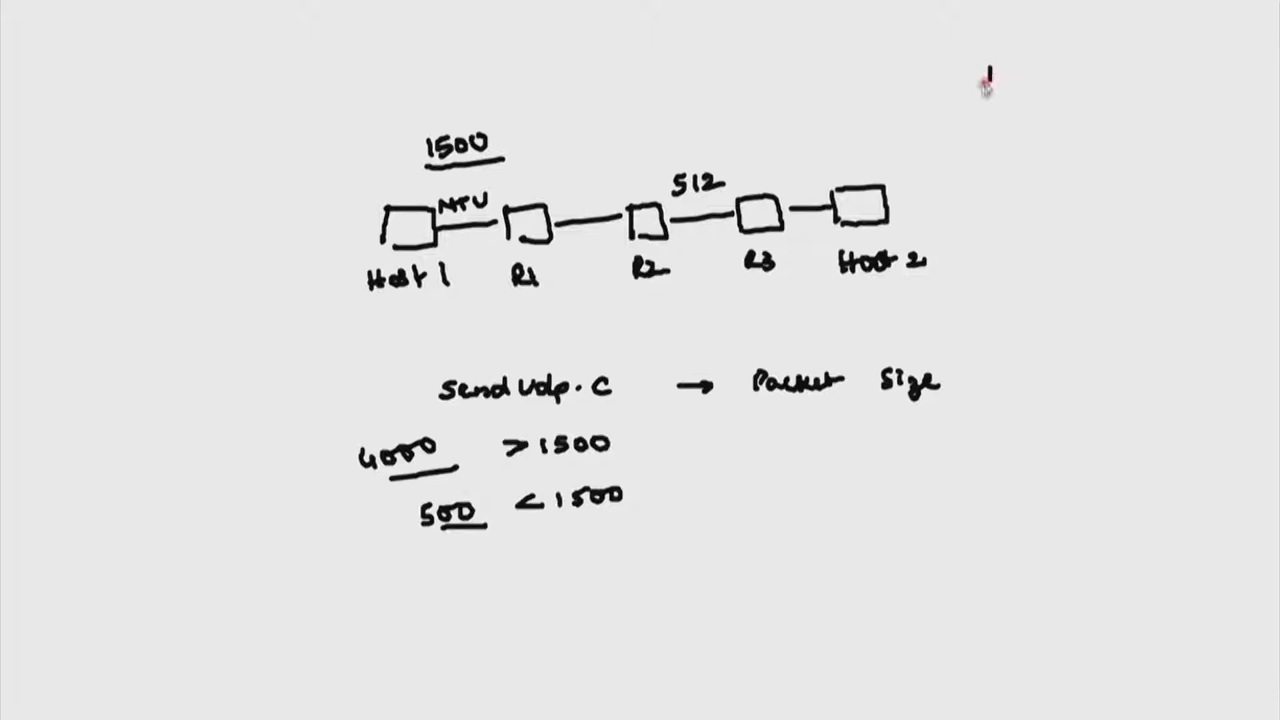 1500
MTU 512
Host 1 R1 R2 R3 Host 2
Send Udp. C → Packet Size
4000 > 1500
500 < 1500